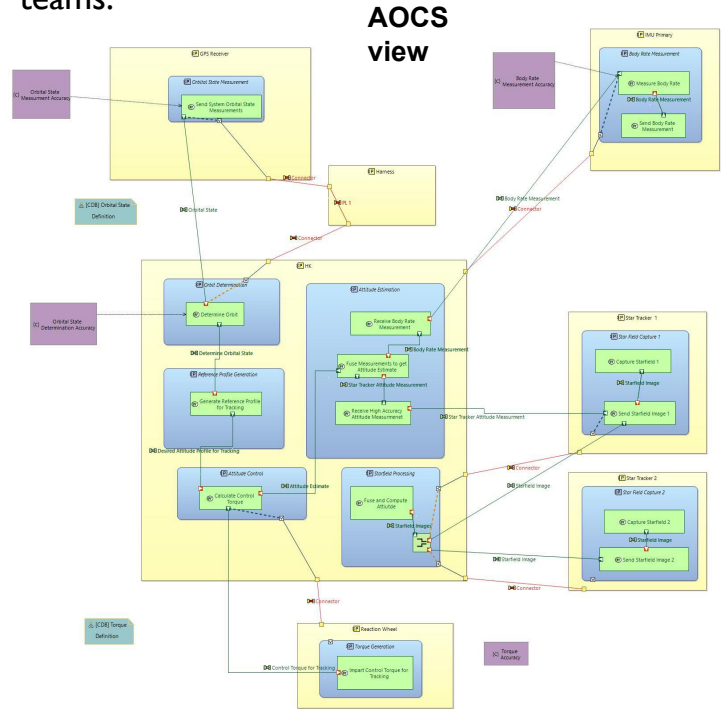 teams.
AOCS
view
GPS Receiver
Orbital State Measurement
Send System Orbital State
Measurements
[C] Orbital State
Measurment Accuracy
IMU Primary
Body Rate Measurement
Measure Body Rate
Body Rate Measurement
Send Body Rate
Measurement
[C] Body Rate
Measurement Accuracy
Connector
Harness
PL 1
Body Rate Measurement
Connector
[CDB] Orbital State
Definition
Orbital State
Connector
HK
Orbit Determination
Determine Orbit
[C] Orbital State
Determination Accuracy
Attitude Estimation
Receive Body Rate
Measurement
Body Rate Measurement
Fuse Measurements to get
Attitude Estimate
Star Tracker Attitude Measurement
Receive High Accuracy
Attitude Measurmenet
Star Tracker Attitude Measurment
Determine Orbital State
Reference Profile Generation
Generate Reference Profile
for Tracking
Desired Attitude Profile for Tracking
Star Tracker 1
Star Field Capture 1
Capture Starfield 1
Starfield Image
Send Starfield Image 1
Attitude Control
Calculate Control
Torque
Attitude Estimate
Starfield Processing
Fuse and Compute
Starfield Images
Connector
Starfield Image
Star Tracker 2
Star Field Capture 2
Capture Starfield 2
Starfield Image
Send Starfield Image 2
Starfield Image
Connector
Connector
[CDB] Torque
Definition
Reaction Wheel
Torque Generation
Control Torque for Tracking
Impart Control Torque for
Tracking
[C] Torque
Accuracy